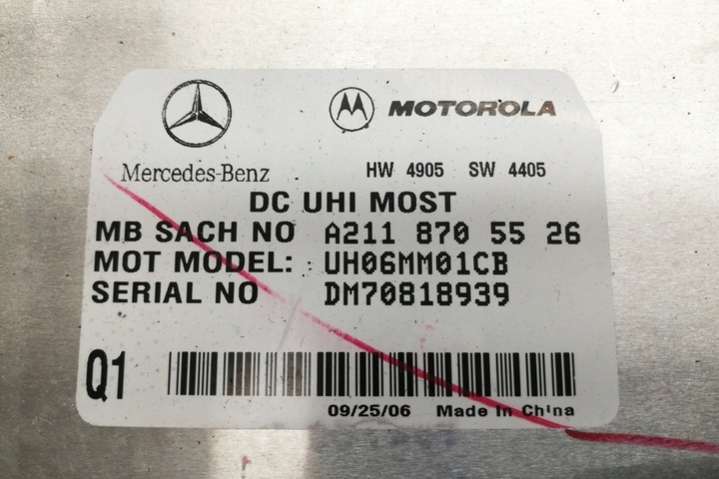 MOTOROLA
Mercedes-Benz HW 4905 SW 4405
DC UHI MOST
MB SACH NO A211 870 55 26
MOT MODEL: UH06MM01CB
SERIAL NO DM70818939
Q1
09/25/06 Made In China